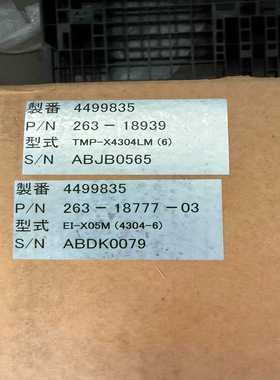 製番 4499835
P/N 263-18939
型式 TMP-X4304LM (6)
S/N ABJB0565
製番 4499835
P/N 263-18777-03
型式 EI-X05M (4304-6)
S/N ABDK0079